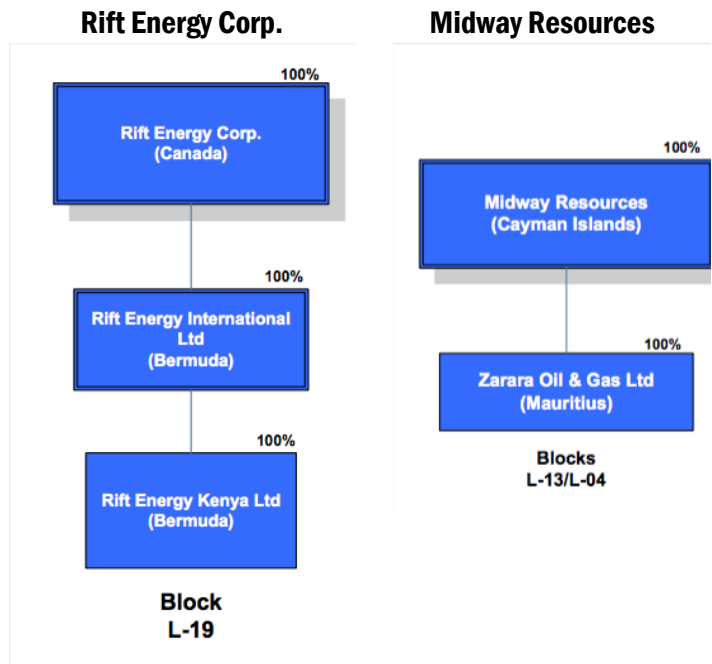 Rift Energy Corp.
100%
Rift Energy Corp.
(Canada)
100%
Rift Energy International
Ltd
(Bermuda)
100%
Rift Energy Kenya Ltd
(Bermuda)
Block
L-19
Midway Resources
100%
Midway Resources
(Cayman Islands)
100%
Zarara Oil & Gas Ltd
(Mauritius)
Blocks
L-13/L-04